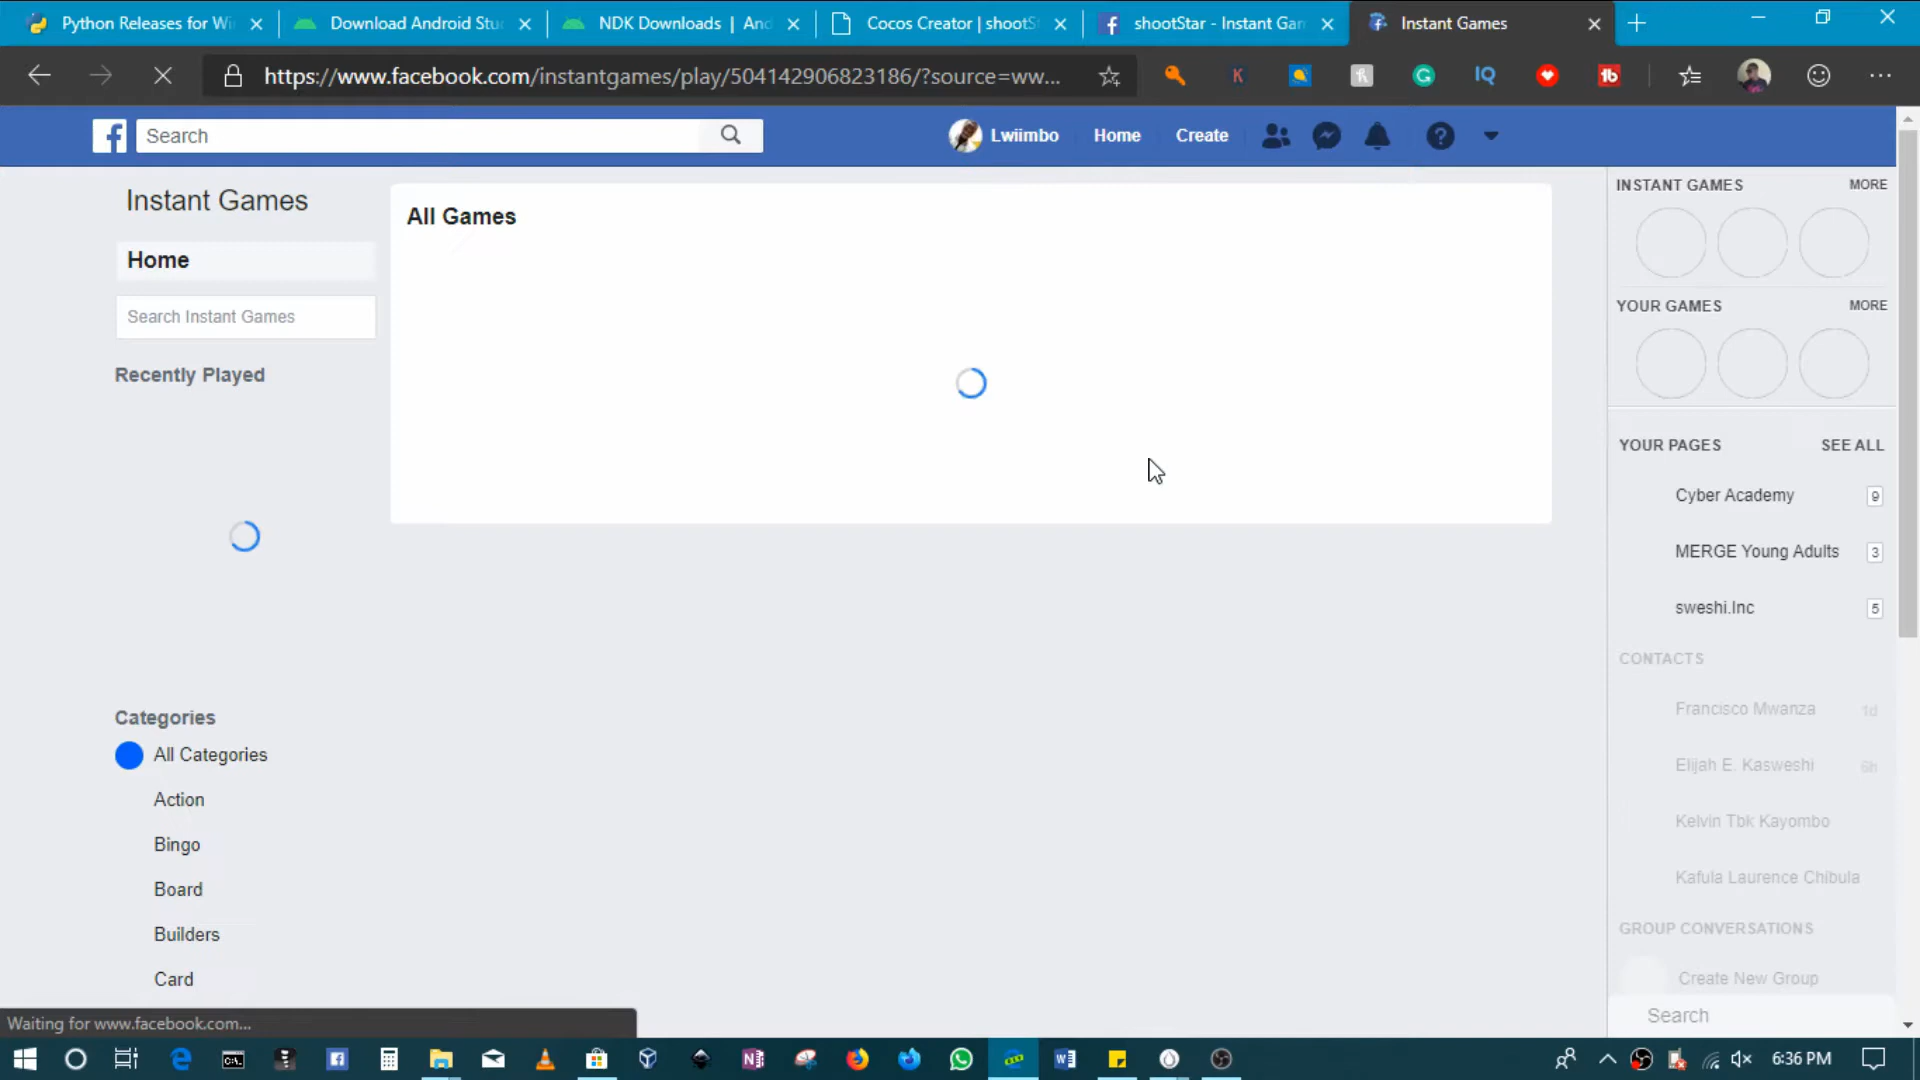 Python Releases for Wi
Download Android Stu
NDK Downloads | And
Cocos Creator | shootS
shootStar - Instant Gam
Instant Games
https://www.facebook.com/instantgames/play/504142906823186/?source=ww...
Search
Lwiimbo
Home
Create
Instant Games
Home
Search Instant Games
Recently Played
Categories
All Categories
Action
Bingo
Board
Builders
Card
All Games
INSTANT GAMES
MORE
YOUR GAMES
MORE
YOUR PAGES
SEE ALL
Cyber Academy
9
MERGE Young Adults
3
sweshi.Inc
5
CONTACTS
Francisco Mwanza
1d
Elijah E. Kasweshi
6h
Kelvin Tbk Kayombo
Kafula Laurence Chibula
GROUP CONVERSATIONS
Create New Group
Search
Waiting for www.facebook.com...
6:36 PM